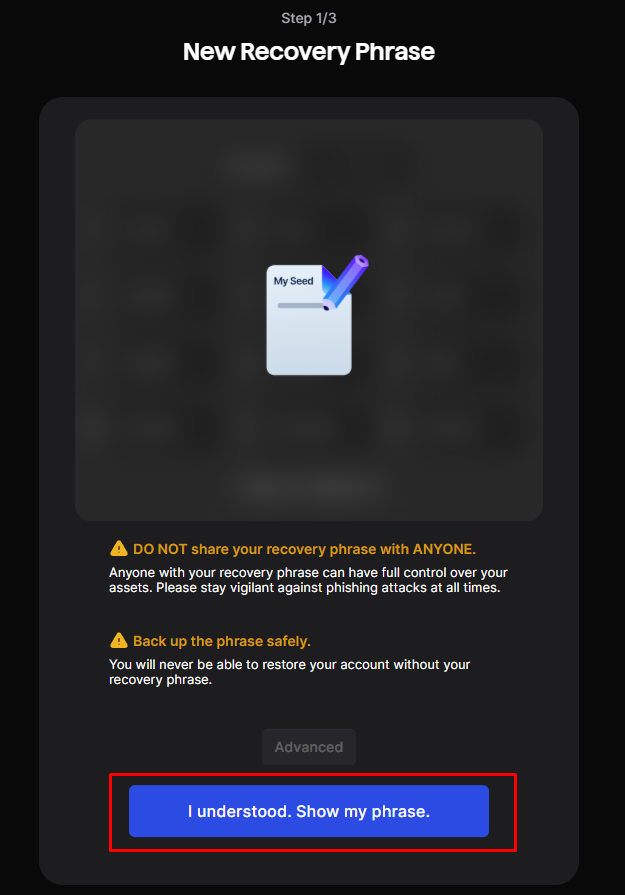 Step 1/3
New Recovery Phrase
My Seed
DO NOT share your recovery phrase with ANYONE.
Anyone with your recovery phrase can have full control over your
assets. Please stay vigilant against phishing attacks at all times.
Back up the phrase safely.
You will never be able to restore your account without your
recovery phrase.
Advanced
I understood. Show my phrase.